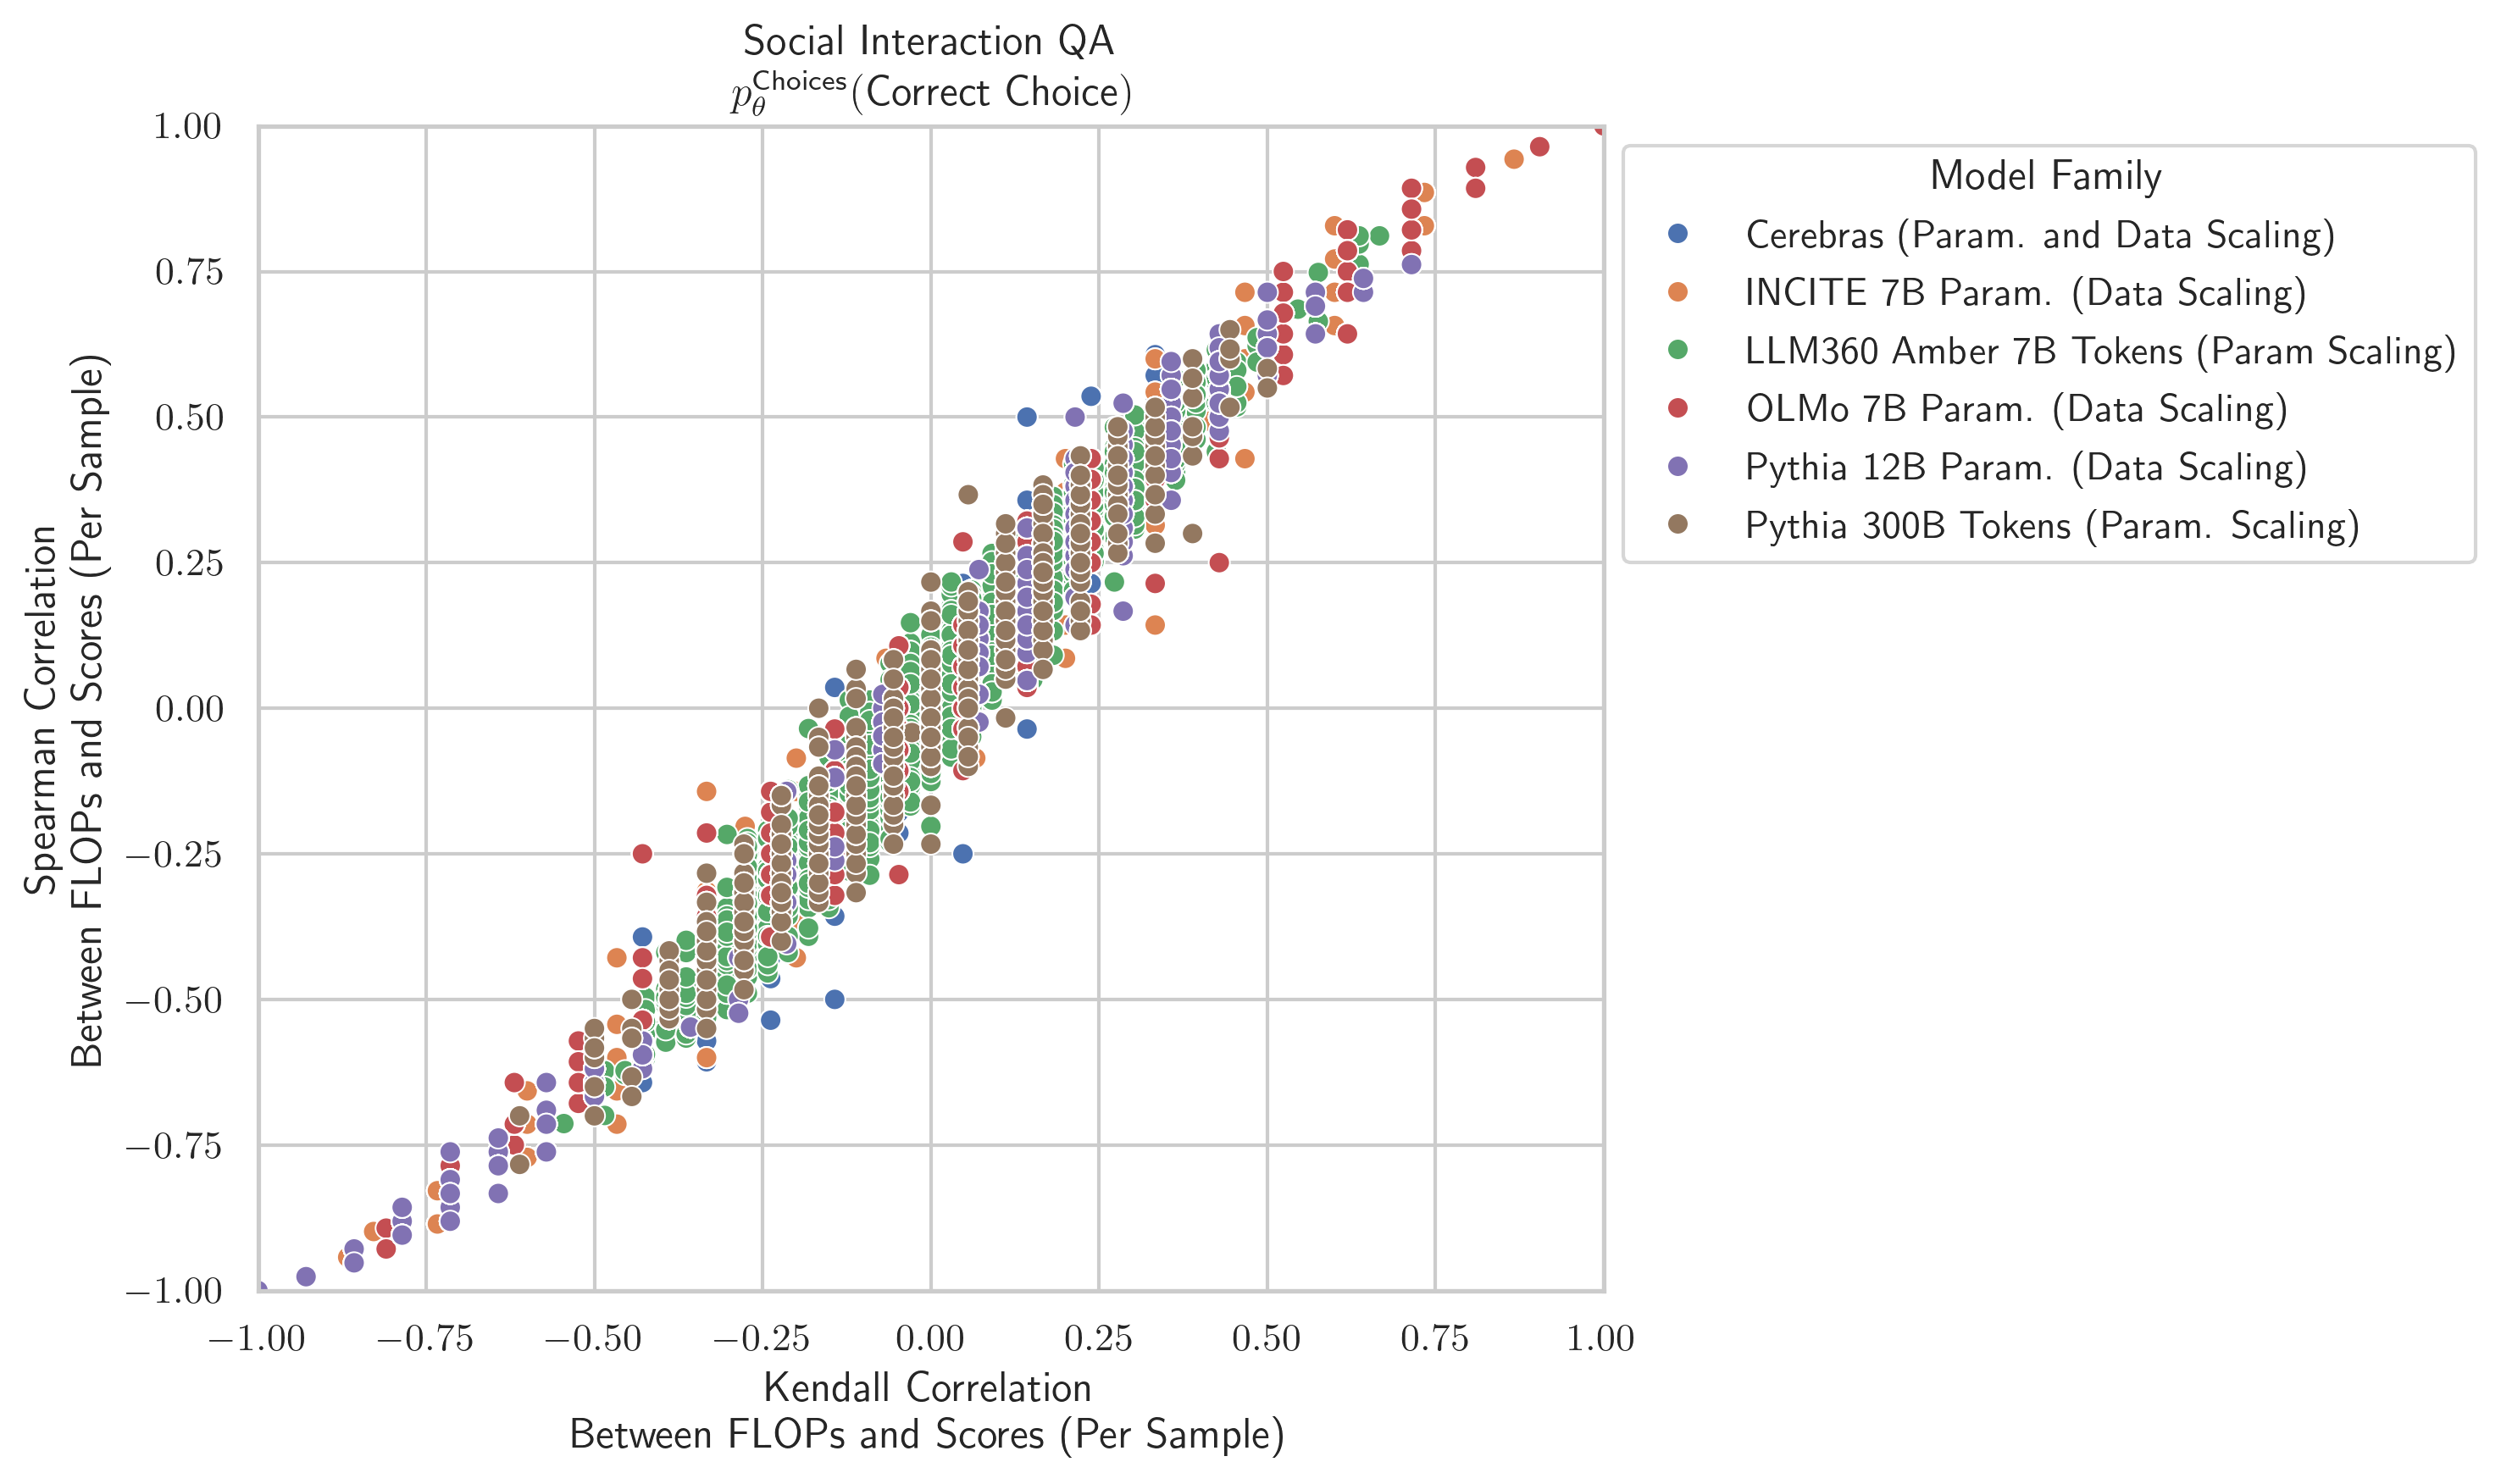 Social Interaction QA
p_θ^Choices(Correct Choice)
1.00
0.75
0.50
0.25
0.00
−0.25
−0.50
−0.75
−1.00
Spearman Correlation
Between FLOPs and Scores (Per Sample)
−1.00
−0.75
−0.50
−0.25
0.00
0.25
0.50
0.75
1.00
Kendall Correlation
Between FLOPs and Scores (Per Sample)
Model Family
Cerebras (Param. and Data Scaling)
INCITE 7B Param. (Data Scaling)
LLM360 Amber 7B Tokens (Param Scaling)
OLMo 7B Param. (Data Scaling)
Pythia 12B Param. (Data Scaling)
Pythia 300B Tokens (Param. Scaling)